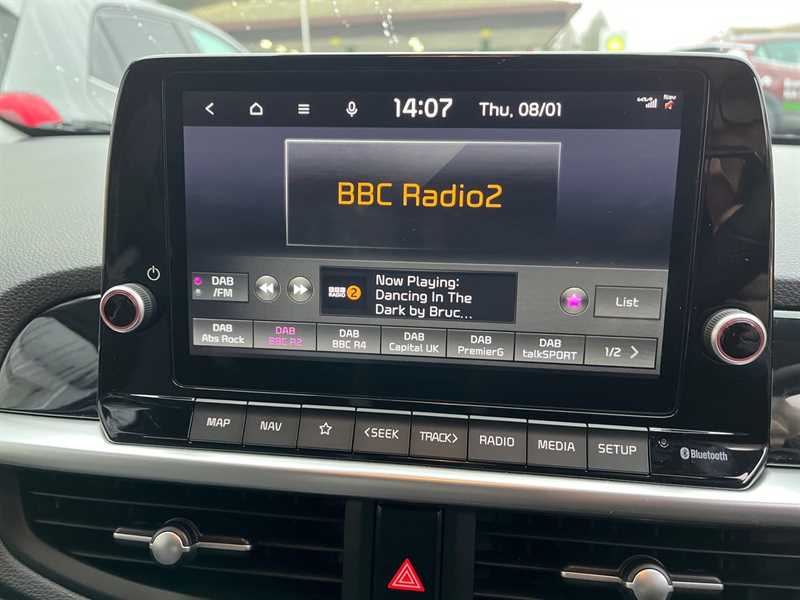 14:07 Thu, 08/01
Nav
BBC Radio2
DAB
/FM
BBC
RADIO 2
Now Playing:
Dancing In The
Dark by Bruc...
List
DAB
Abs Rock
DAB
BBC R2
DAB
BBC R4
DAB
Capital UK
DAB
PremierG
DAB
talkSPORT
1/2
MAP
NAV
<SEEK
TRACK>
RADIO
MEDIA
SETUP
Bluetooth